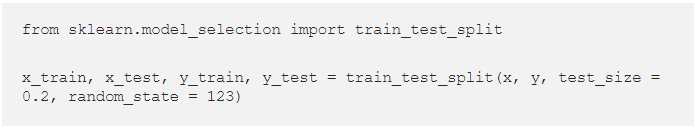 from sklearn.model_selection import train_test_split
x_train, x_test, y_train, y_test = train_test_split(x, y, test_size =
0.2, random_state = 123)